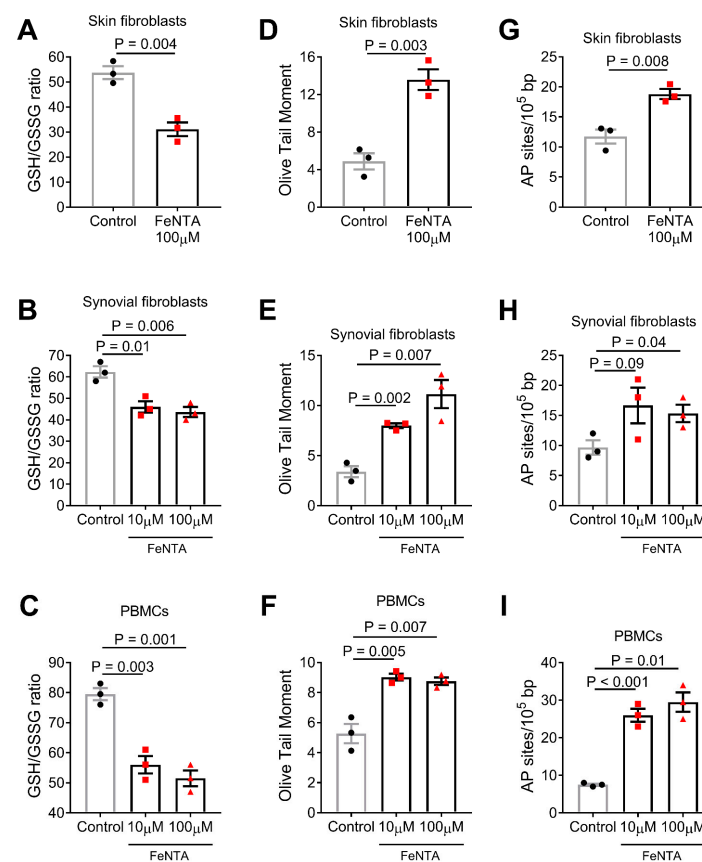 A
Skin fibroblasts
P = 0.004
GSH/GSSG ratio
60
50
40
30
20
10
0
Control
FeNTA
100μM
D
Skin fibroblasts
P = 0.003
Olive Tail Moment
16
12
8
4
0
Control
FeNTA
100μM
G
Skin fibroblasts
P = 0.008
AP sites/10⁵ bp
25
20
15
10
5
0
Control
FeNTA
100μM
B
Synovial fibroblasts
P = 0.006
P = 0.01
GSH/GSSG ratio
70
60
50
40
30
20
10
0
Control 10μM 100μM
FeNTA
E
Synovial fibroblasts
P = 0.007
P = 0.002
Olive Tail Moment
15
10
5
0
Control 10μM 100μM
FeNTA
H
Synovial fibroblasts
P = 0.04
P = 0.09
AP sites/10⁵ bp
25
20
15
10
5
0
Control 10μM 100μM
FeNTA
C
PBMCs
P = 0.001
P = 0.003
GSH/GSSG ratio
90
80
70
60
50
40
Control 10μM 100μM
FeNTA
F
PBMCs
P = 0.007
P = 0.005
Olive Tail Moment
10
8
6
4
2
0
Control 10μM 100μM
FeNTA
I
PBMCs
P = 0.01
P < 0.001
AP sites/10⁵ bp
40
30
20
10
0
Control 10μM 100μM
FeNTA